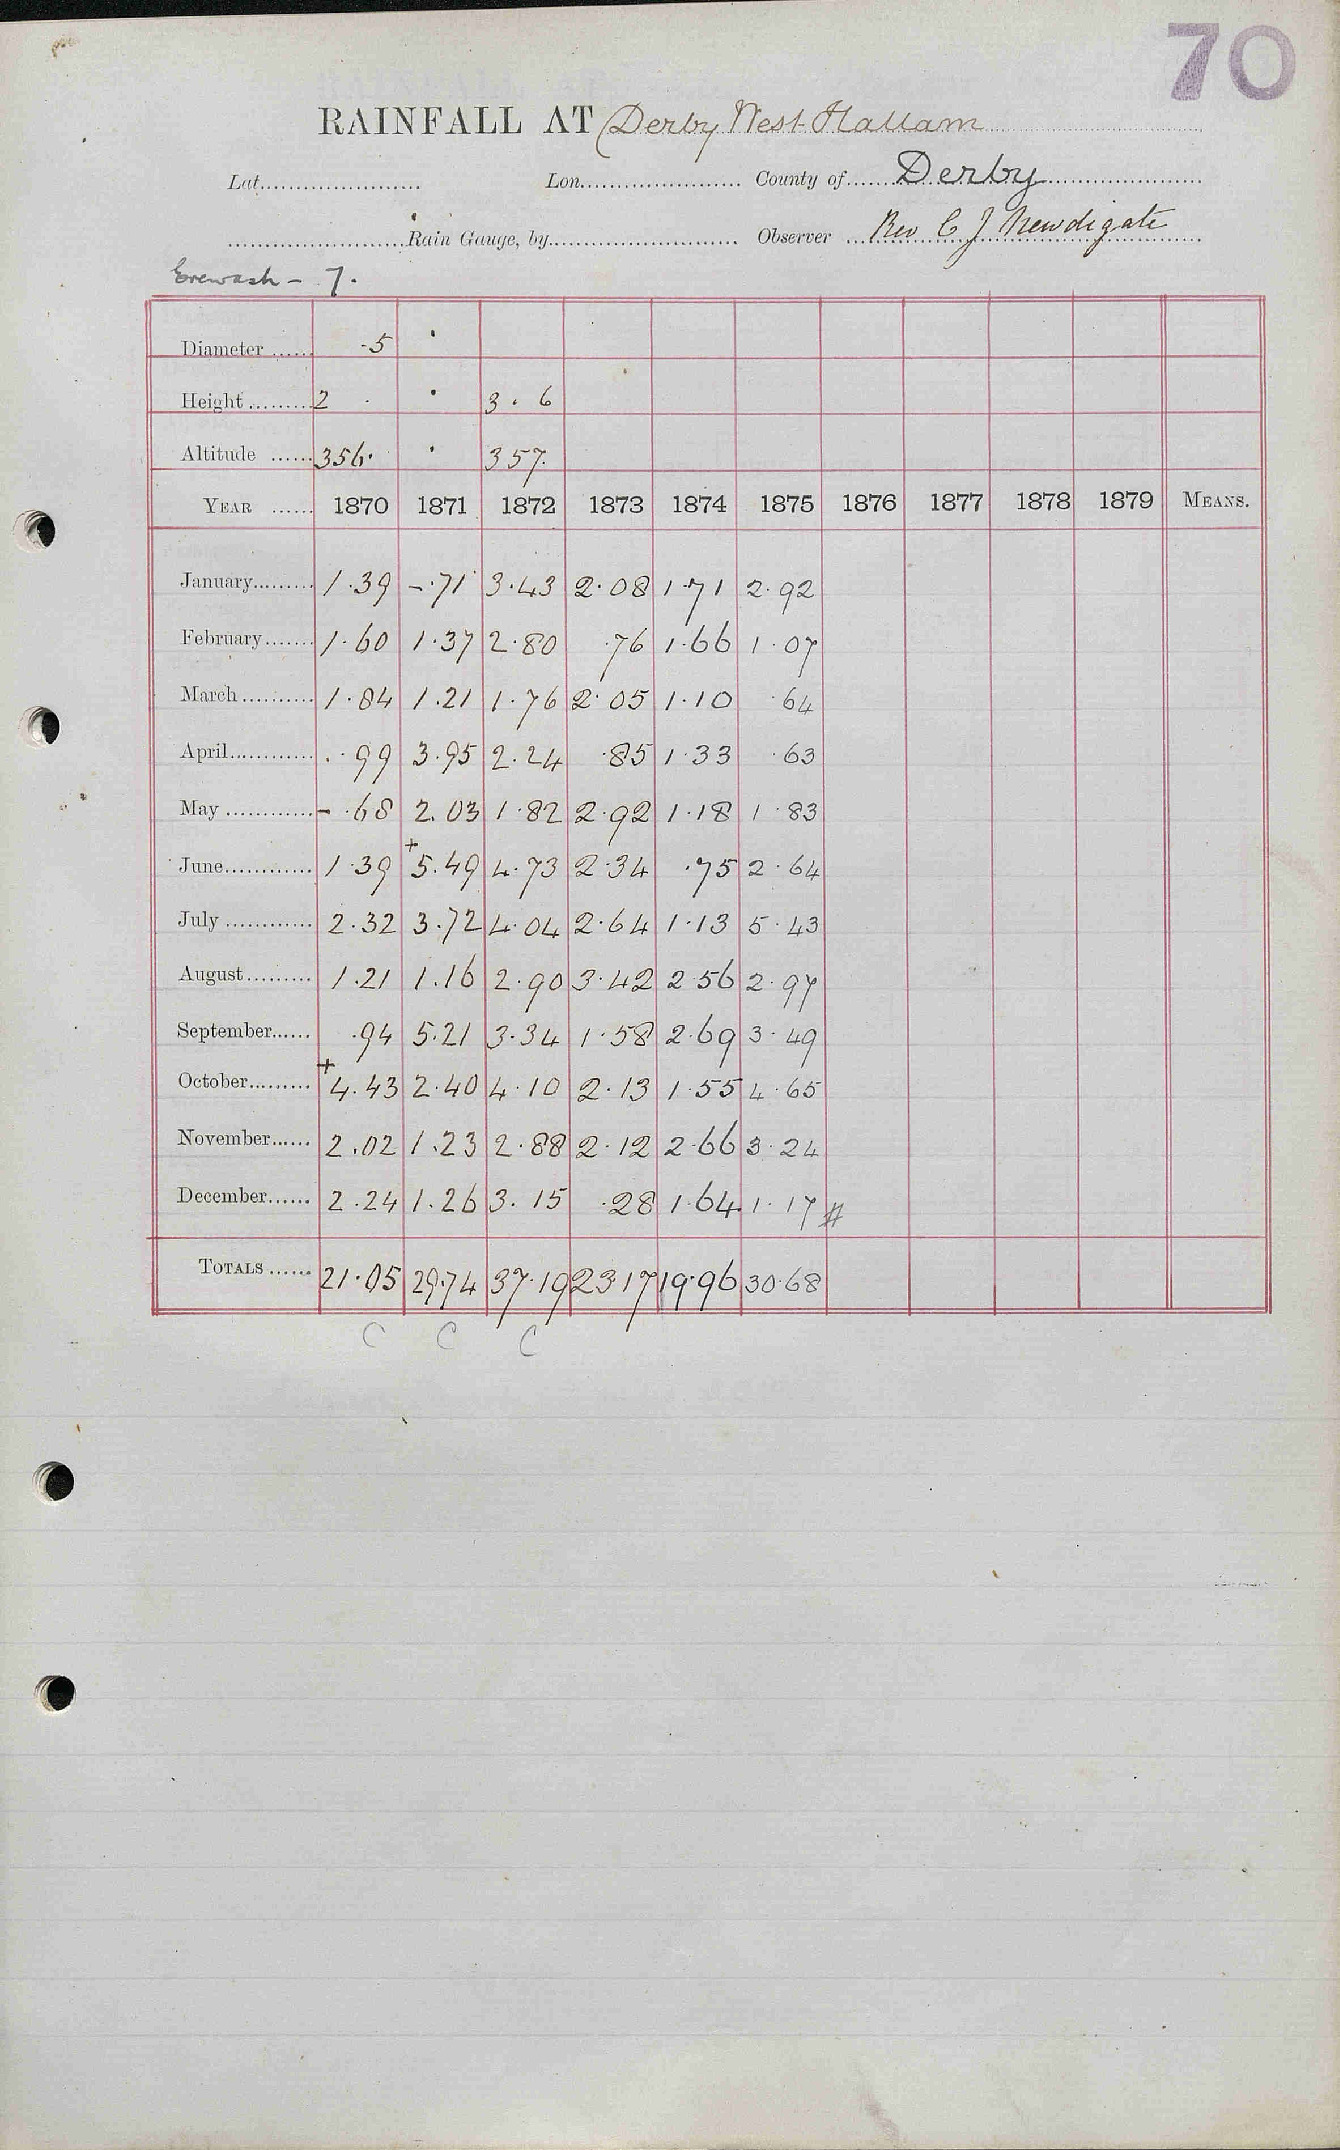 70
RAINFALL AT (Derby West Hallam
Lat. Lon. County of Derby
Rain Gauge, by Observer Rev C J Newdigate
Erewash - 7.
Diameter -5 ·
Height 2 · · 3 . 6
Altitude 356· · 357.
YEAR 1870 1871 1872 1873 1874 1875 1876 1877 1878 1879 MEANS.
January 1.39 -.71 3.43 2.08 1.71 2.92
February 1.60 1.37 2.80 .76 1.66 1.07
March 1.84 1.21 1.76 2.05 1.10 .64
April .99 3.95 2.24 .85 1.33 .63
May -.68 2.03 1.82 2.92 1.18 1.83
June 1.39 +5.49 4.73 2.34 .75 2.64
July 2.32 3.72 4.04 2.64 1.13 5.43
August 1.21 1.16 2.90 3.42 2.56 2.97
September .94 5.21 3.34 1.58 2.69 3.49
October +4.43 2.40 4.10 2.13 1.55 4.65
November 2.02 1.23 2.88 2.12 2.66 3.24
December 2.24 1.26 3.15 .28 1.64 1.17 #
TOTALS 21.05 29.74 37.19 23.17 19.96 30.68
C C C